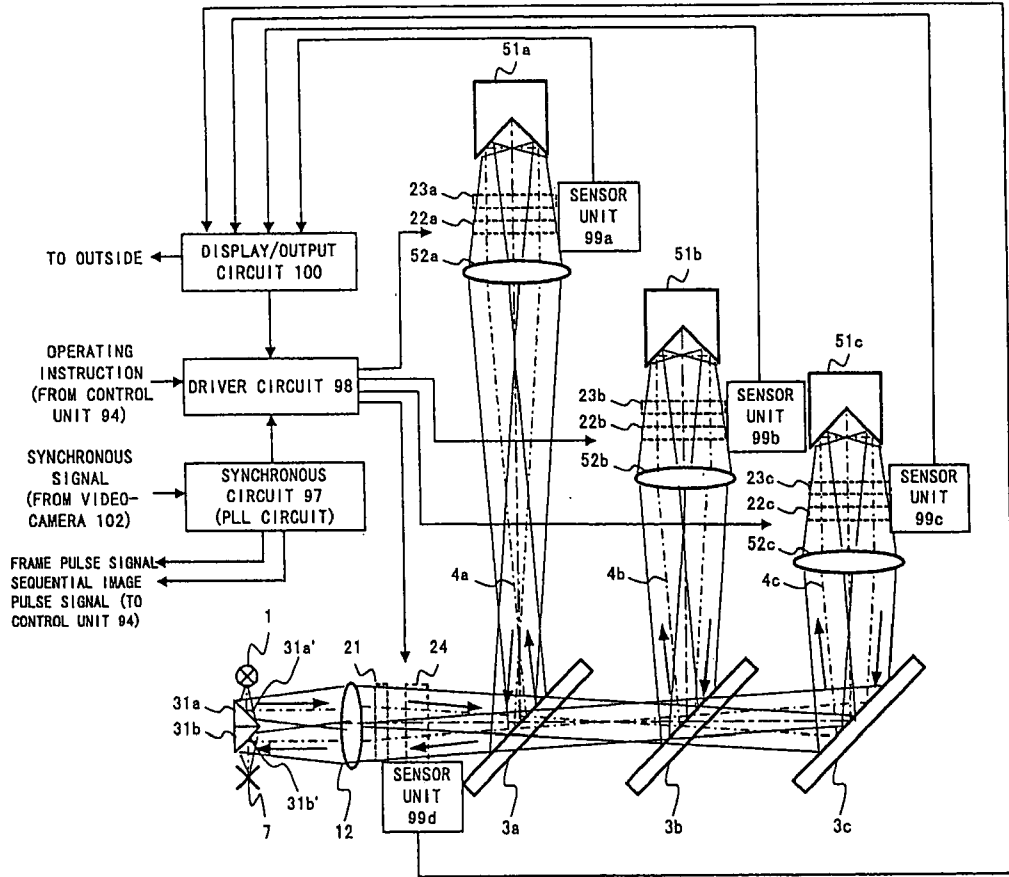 51a
23a
22a
SENSOR
UNIT
99a
TO OUTSIDE
DISPLAY/OUTPUT
CIRCUIT 100
52a
51b
OPERATING
INSTRUCTION
(FROM CONTROL
UNIT 94)
DRIVER CIRCUIT 98
23b
22b
SENSOR
UNIT
99b
51c
52b
SYNCHRONOUS
SIGNAL
(FROM VIDEO-
CAMERA 102)
SYNCHRONOUS
CIRCUIT 97
(PLL CIRCUIT)
23c
22c
SENSOR
UNIT
99c
52c
FRAME PULSE SIGNAL
SEQUENTIAL IMAGE
PULSE SIGNAL (TO
CONTROL UNIT 94)
4a
4b
4c
1
31a'
21
24
31a
31b
SENSOR
UNIT
99d
7
31b'
12
3a
3b
3c